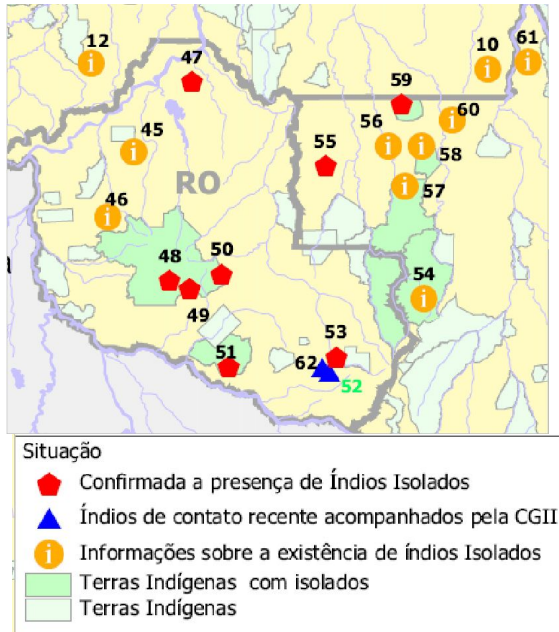 12
47
10
61
59
60
56
45
55
58
RO
57
46
48
50
54
a
49
53
51
62
52
Situação
Confirmada a presença de Índios Isolados
Índios de contato recente acompanhados pela CGII
Informações sobre a existência de índios Isolados
Terras Indígenas com isolados
Terras Indígenas